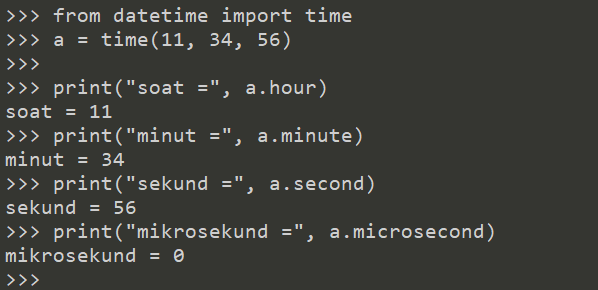 >>> from datetime import time
>>> a = time(11, 34, 56)
>>>
>>> print("soat =", a.hour)
soat = 11
>>> print("minut =", a.minute)
minut = 34
>>> print("sekund =", a.second)
sekund = 56
>>> print("mikrosekund =", a.microsecond)
mikrosekund = 0
>>>